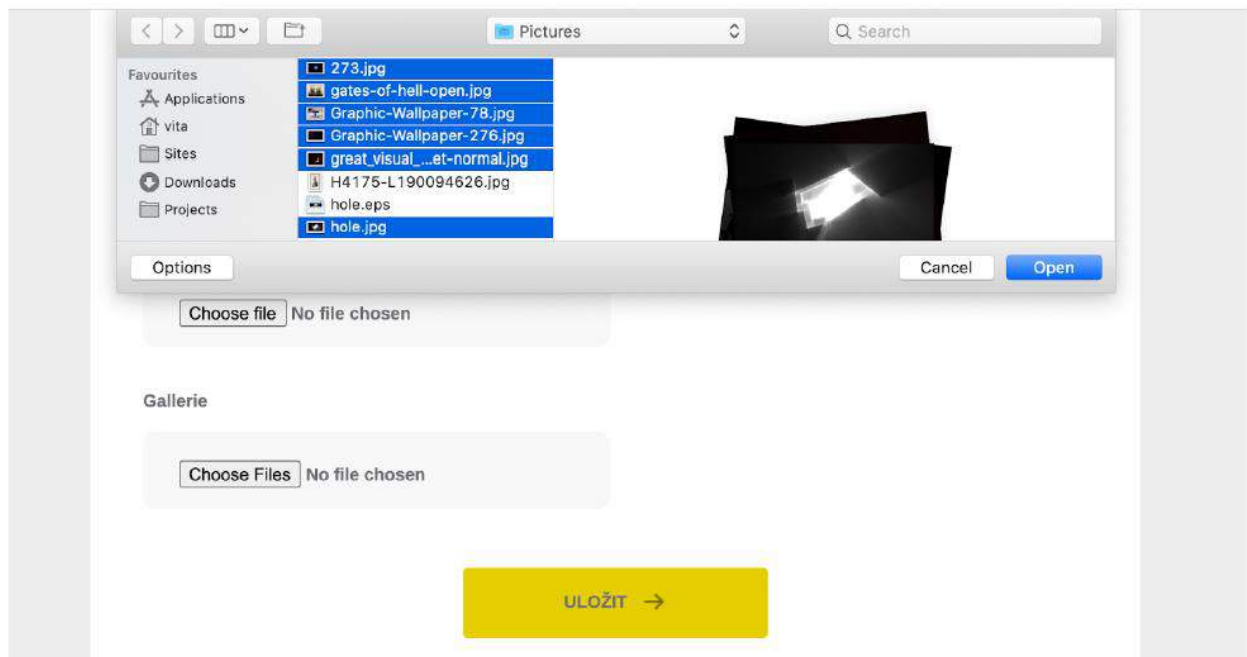 Pictures
Search
Favourites
Applications
vita
Sites
Downloads
Projects
273.jpg
gates-of-hell-open.jpg
Graphic-Wallpaper-78.jpg
Graphic-Wallpaper-276.jpg
great_visual_...et-normal.jpg
H4175-L190094626.jpg
hole.eps
hole.jpg
Options
Cancel
Open
Choose file No file chosen
Gallerie
Choose Files No file chosen
ULOŽIT →